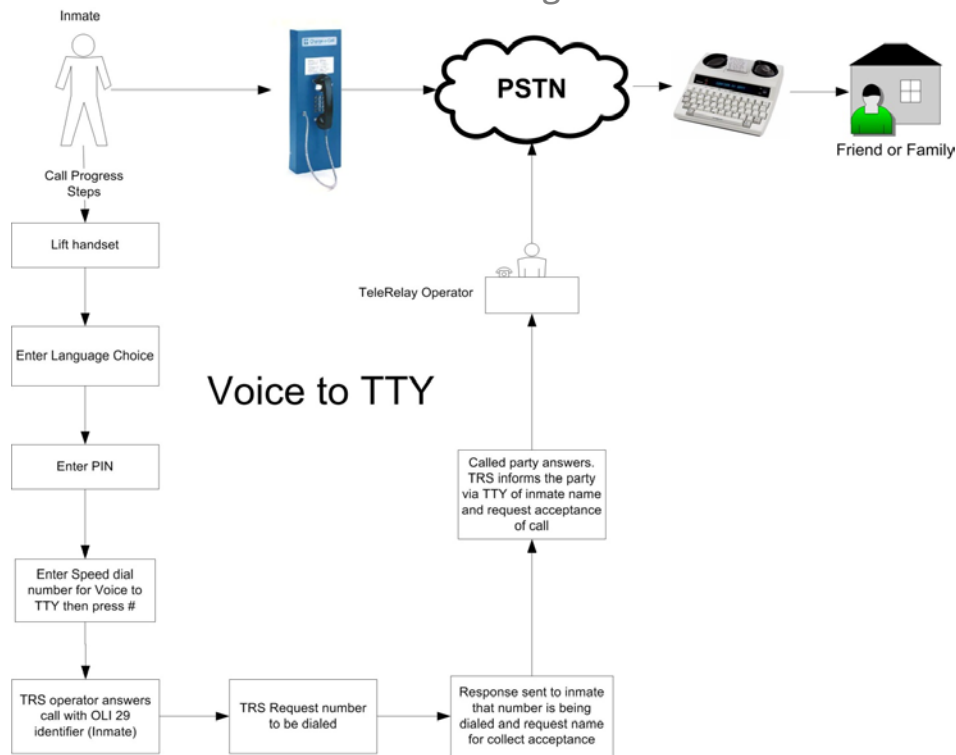 Inmate
PSTN
Friend or Family
Call Progress
Steps
Lift handset
TeleRelay Operator
Enter Language Choice
Voice to TTY
Enter PIN
Called party answers.
TRS informs the party
via TTY of inmate name
and request acceptance
of call
Enter Speed dial
number for Voice to
TTY then press #
TRS operator answers
call with OLI 29
identifier (Inmate)
TRS Request number
to be dialed
Response sent to inmate
that number is being
dialed and request name
for collect acceptance